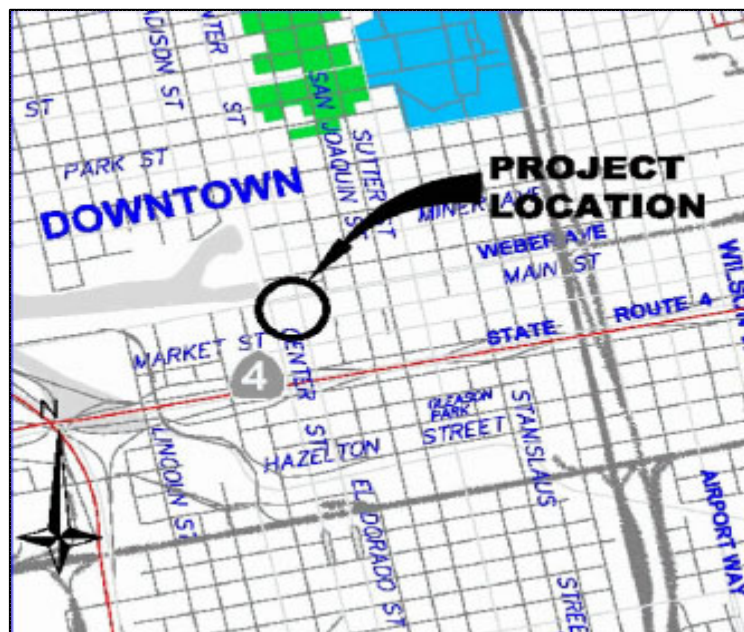 ST
SAN JOAQUIN ST
SUTTER ST
PARK ST
DOWNTOWN
PROJECT
LOCATION
MINER AVE
WEBER AVE
MAIN ST
STATE ROUTE 4
MARKET ST
4
CENTER ST
GLEASON
PARK
STREET
HAZELTON
STANISLAUS
N
LINCOLN ST
EL DORADO ST
AIRPORT WAY